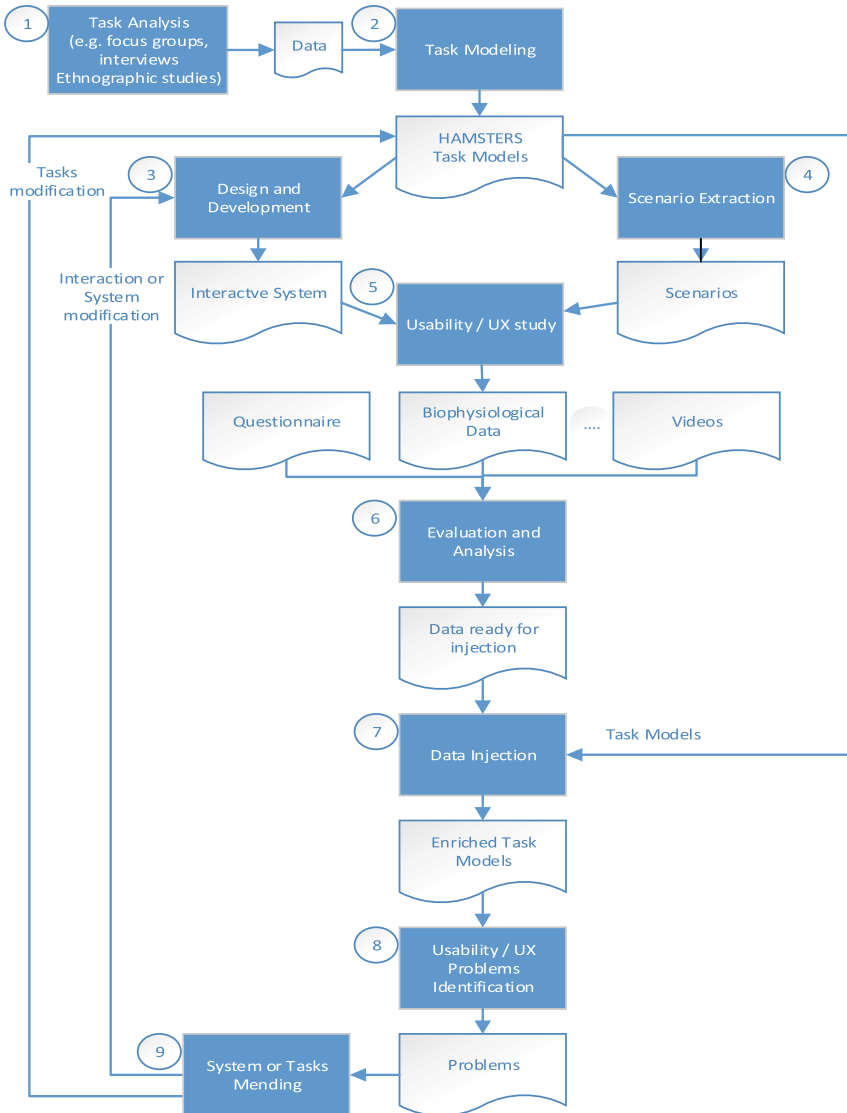 1
Task Analysis
(e.g. focus groups,
interviews
Ethnographic studies)
Data
2
Task Modeling
HAMSTERS
Task Models
Tasks
modification
3
Design and
Development
4
Scenario Extraction
Interaction or
System
modification
Interactve System
5
Usability / UX study
Scenarios
Questionnaire
Biophysiological
Data
....
Videos
6
Evaluation and
Analysis
Data ready for
injection
7
Data Injection
Task Models
Enriched Task
Models
8
Usability / UX
Problems
Identification
9
System or Tasks
Mending
Problems